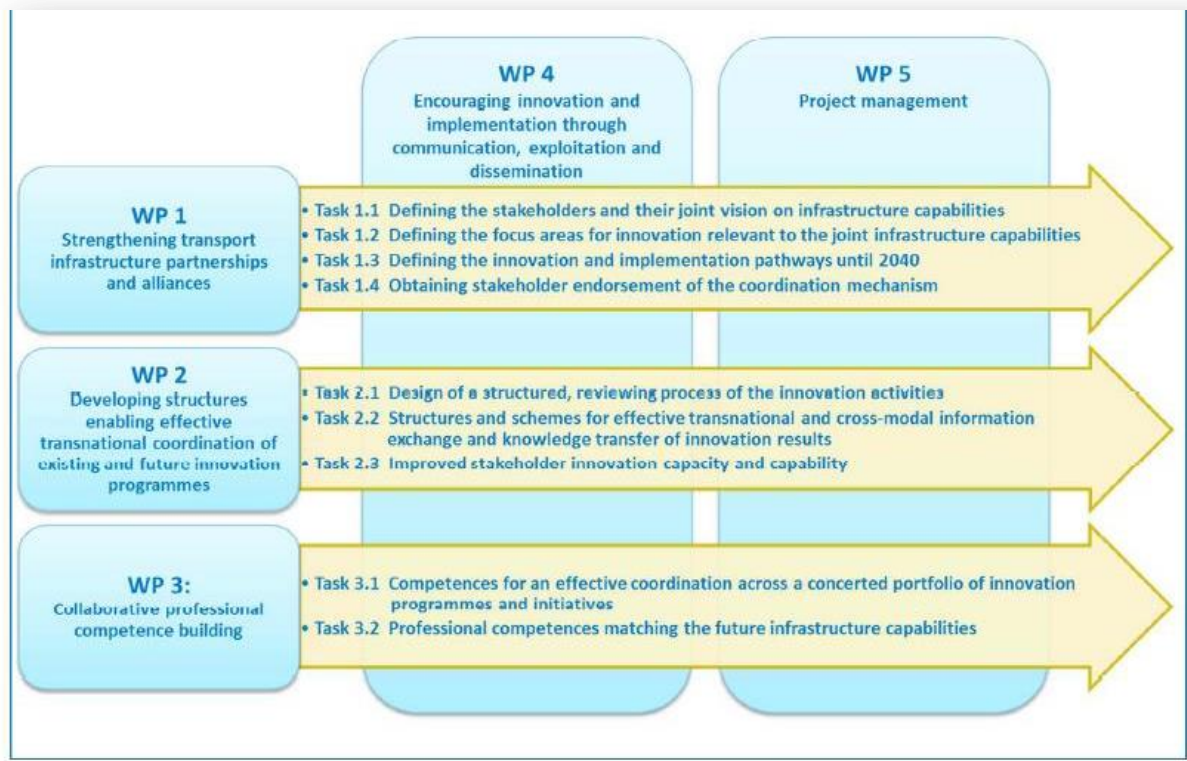 WP 4
Encouraging innovation and
implementation through
communication, exploitation and
dissemination
WP 5
Project management
WP 1
Strengthening transport
infrastructure partnerships
and alliances
• Task 1.1 Defining the stakeholders and their joint vision on infrastructure capabilities
• Task 1.2 Defining the focus areas for innovation relevant to the joint infrastructure capabilities
• Task 1.3 Defining the innovation and implementation pathways until 2040
• Task 1.4 Obtaining stakeholder endorsement of the coordination mechanism
WP 2
Developing structures
enabling effective
transnational coordination of
existing and future innovation
programmes
• Task 2.1 Design of a structured, reviewing process of the innovation activities
• Task 2.2 Structures and schemes for effective transnational and cross-modal information
exchange and knowledge transfer of innovation results
• Task 2.3 Improved stakeholder innovation capacity and capability
WP 3:
Collaborative professional
competence building
• Task 3.1 Competences for an effective coordination across a concerted portfolio of innovation
programmes and initiatives
• Task 3.2 Professional competences matching the future infrastructure capabilities